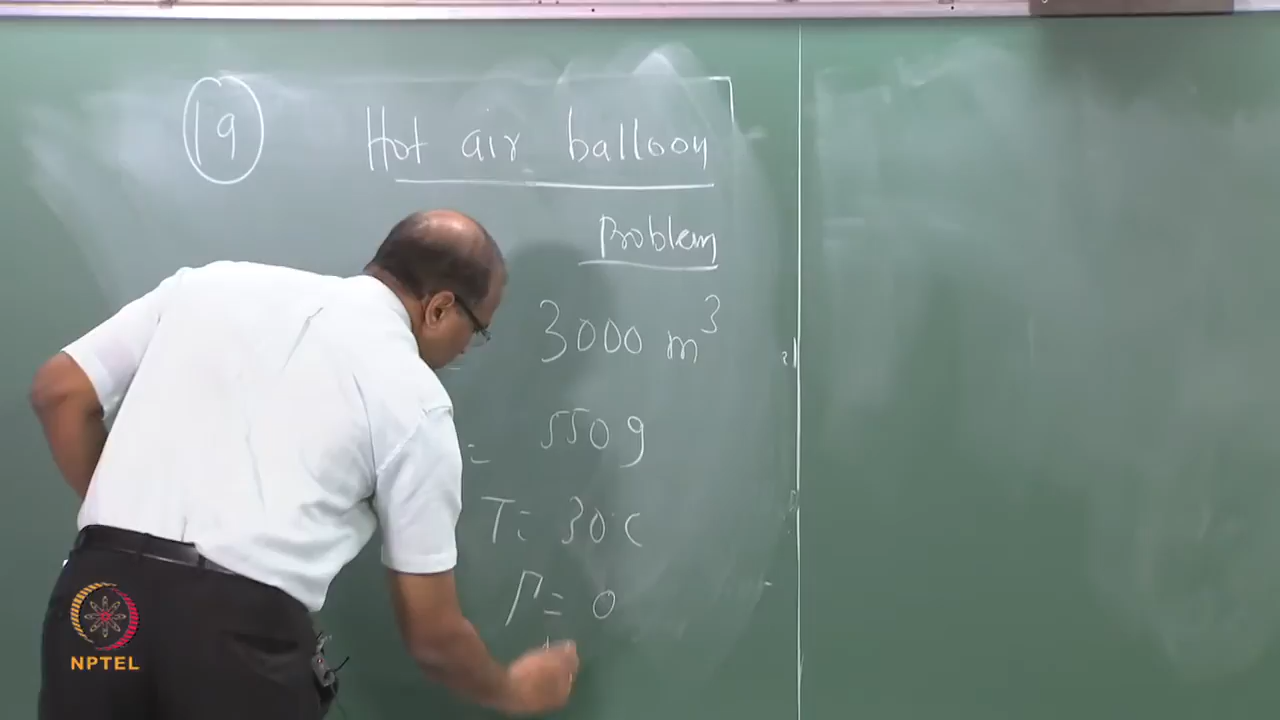 19 Hot air balloon
Problem
3000 m³
= 550 g
T = 30°C
= 0
NPTEL